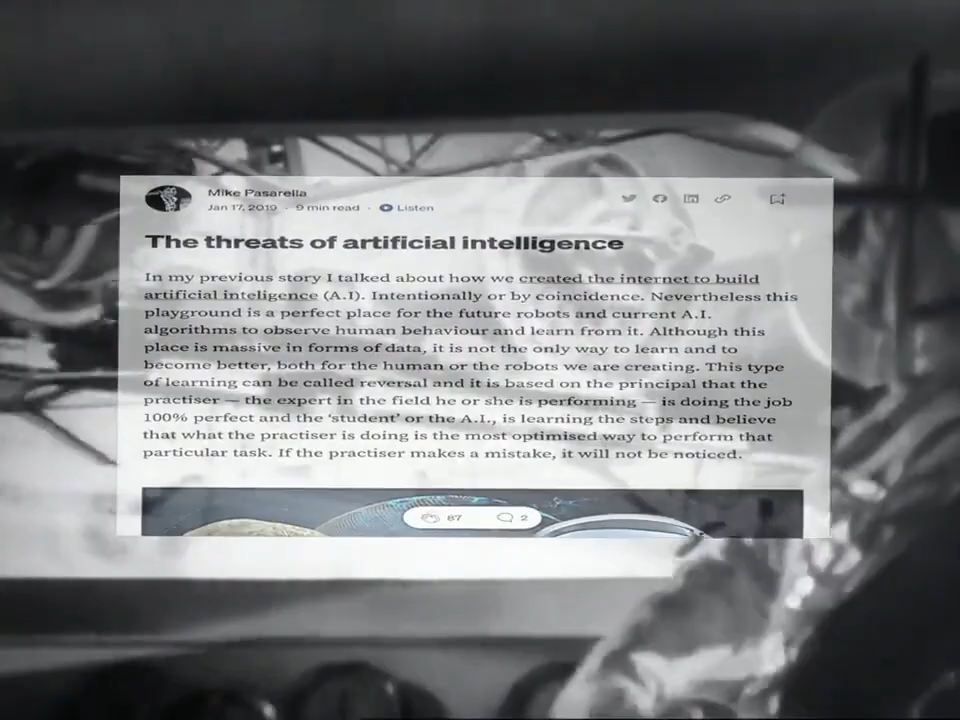 Mike Pasarella
Jan 17, 2019 · 9 min read · Listen
The threats of artificial intelligence
In my previous story I talked about how we created the internet to build
artificial inteligence (A.I). Intentionally or by coincidence. Nevertheless this
playground is a perfect place for the future robots and current A.I.
algorithms to observe human behaviour and learn from it. Although this
place is massive in forms of data, it is not the only way to learn and to
become better, both for the human or the robots we are creating. This type
of learning can be called reversal and it is based on the principal that the
practiser — the expert in the field he or she is performing — is doing the job
100% perfect and the ‘student’ or the A.I., is learning the steps and believe
that what the practiser is doing is the most optimised way to perform that
particular task. If the practiser makes a mistake, it will not be noticed.
87 2